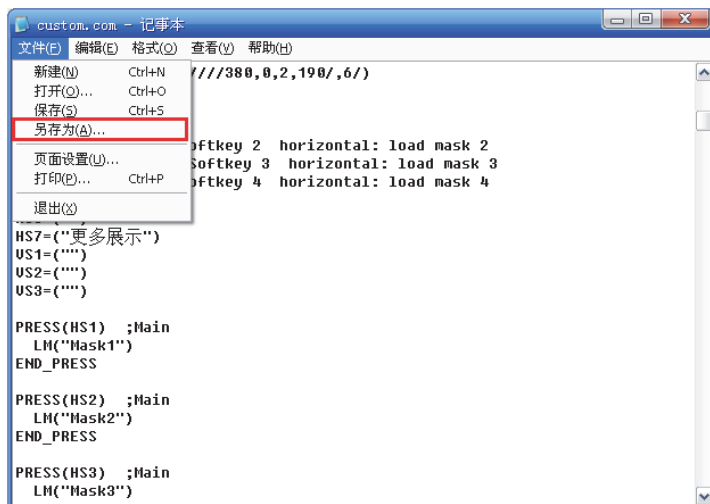 custom.com - 记事本
文件(F) 编辑(E) 格式(O) 查看(V) 帮助(H)
新建(N) Ctrl+N
打开(O)... Ctrl+O
保存(S) Ctrl+S
另存为(A)...
页面设置(U)...
打印(P)... Ctrl+P
退出(X)
///380,0,2,190/,6/)
oftkey 2 horizontal: load mask 2
Softkey 3 horizontal: load mask 3
oftkey 4 horizontal: load mask 4
HS7=("更多展示")
VS1=("")
VS2=("")
VS3=("")
PRESS(HS1) ;Main
LM("Mask1")
END_PRESS
PRESS(HS2) ;Main
LM("Mask2")
END_PRESS
PRESS(HS3) ;Main
LM("Mask3")